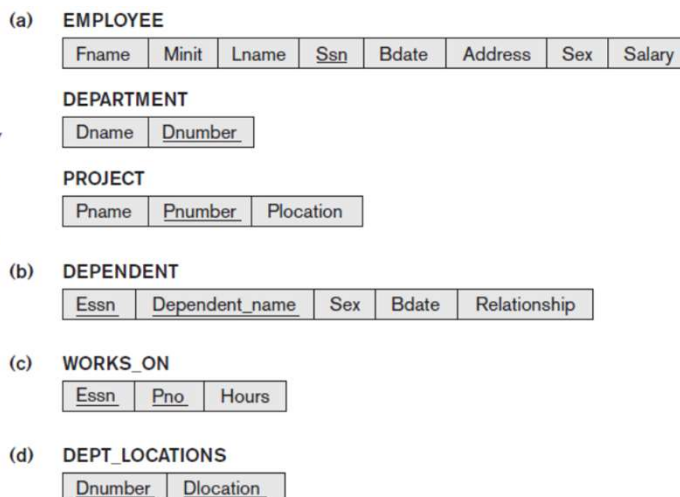 (a) EMPLOYEE
Fname Minit Lname Ssn Bdate Address Sex Salary
DEPARTMENT
Dname Dnumber
PROJECT
Pname Pnumber Plocation
(b) DEPENDENT
Essn Dependent_name Sex Bdate Relationship
(c) WORKS_ON
Essn Pno Hours
(d) DEPT_LOCATIONS
Dnumber Dlocation